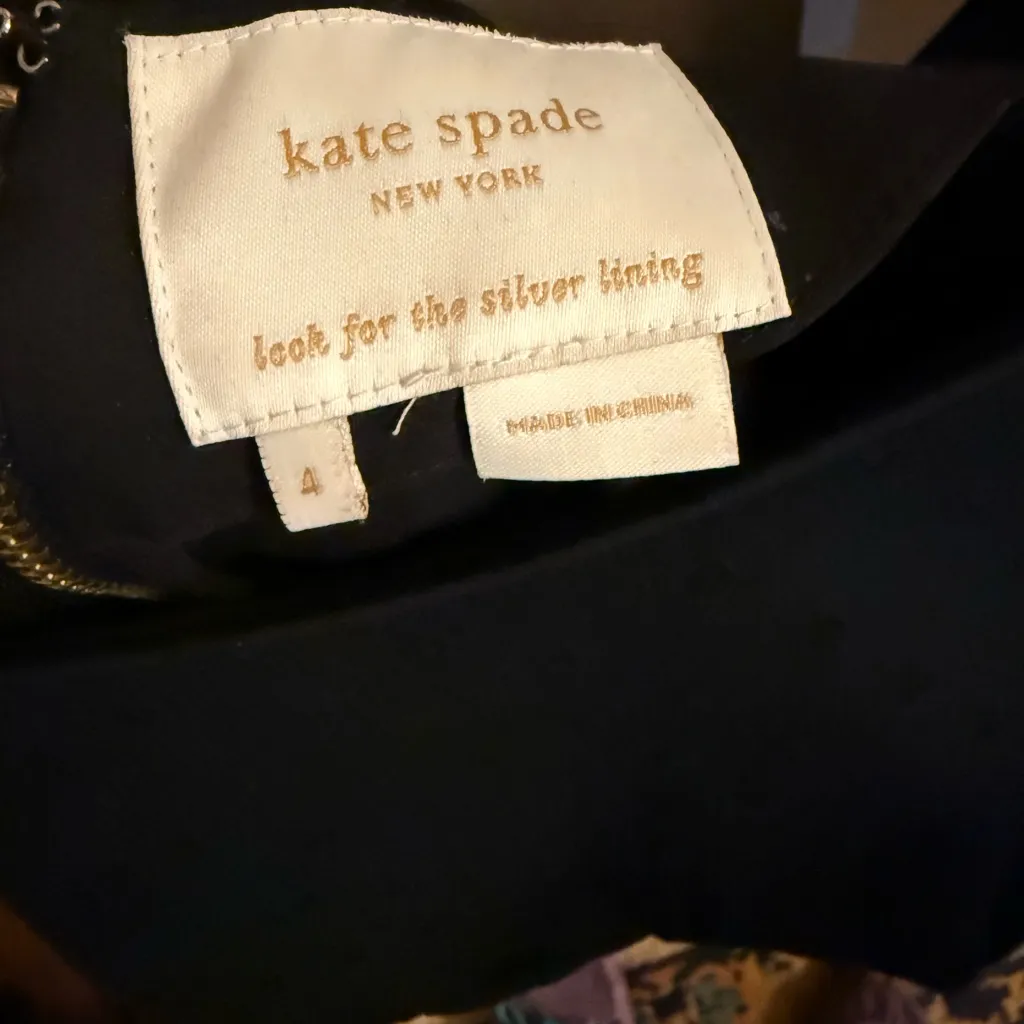 kate spade
NEW YORK
look for the silver lining
MADE IN CHINA
4